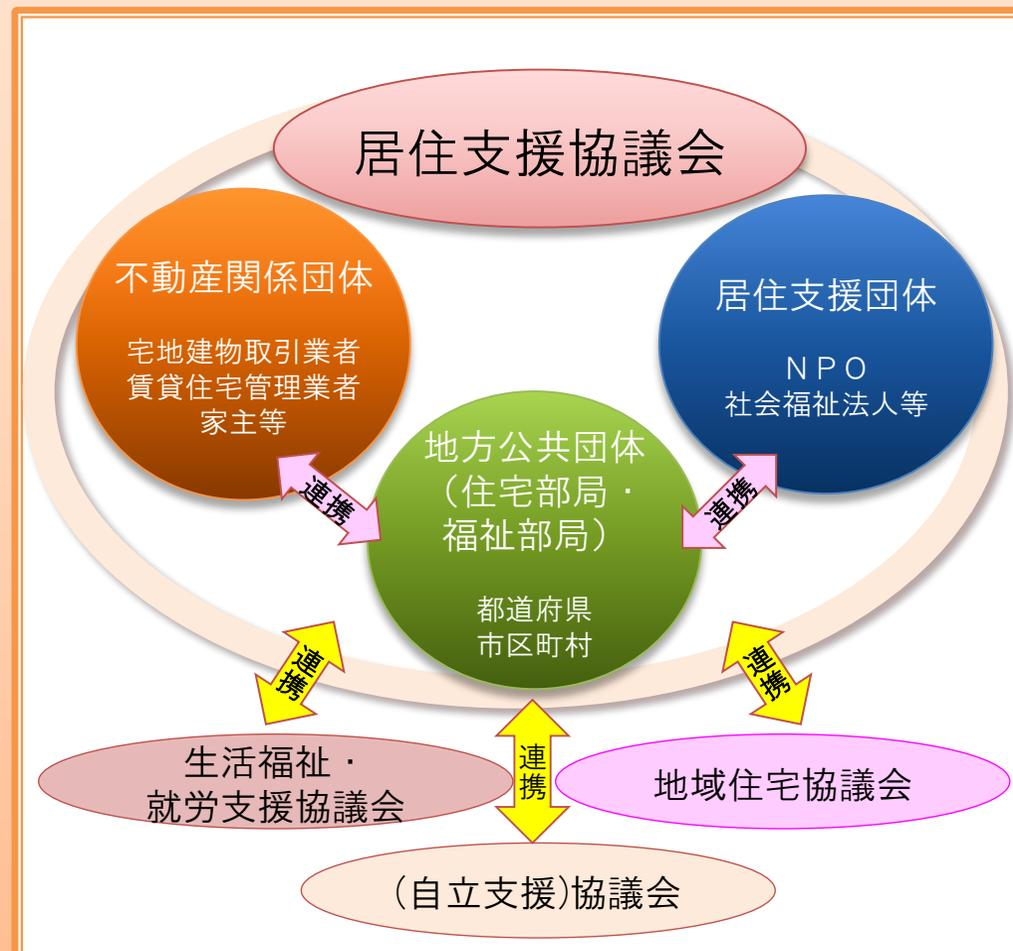 居住支援協議会
不動産関係団体
宅地建物取引業者
賃貸住宅管理業者
家主等
居住支援団体
ＮＰＯ
社会福祉法人等
地方公共団体
（住宅部局・
福祉部局）
都道府県
市区町村
連携
連携
連携
連携
連携
生活福祉・
就労支援協議会
地域住宅協議会
（自立支援）協議会